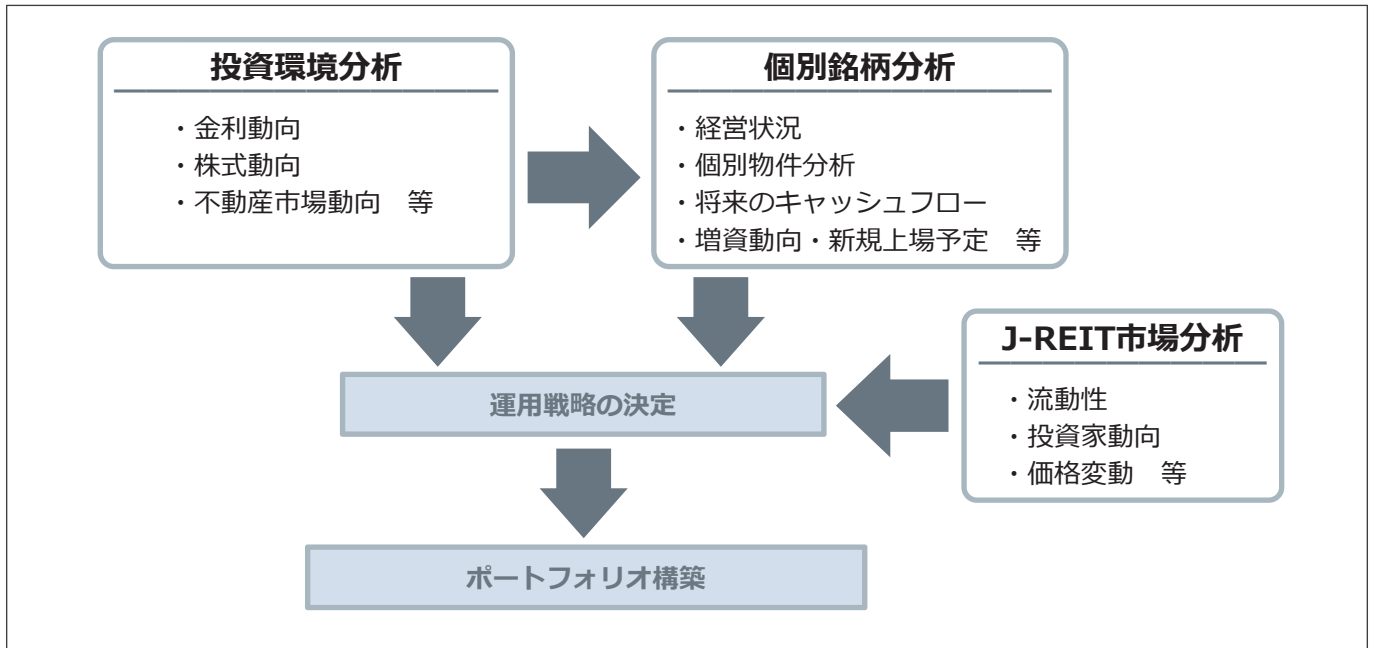 投資環境分析
・金利動向
・株式動向
・不動産市場動向　等
個別銘柄分析
・経営状況
・個別物件分析
・将来のキャッシュフロー
・増資動向・新規上場予定　等
J-REIT市場分析
・流動性
・投資家動向
・価格変動　等
運用戦略の決定
ポートフォリオ構築